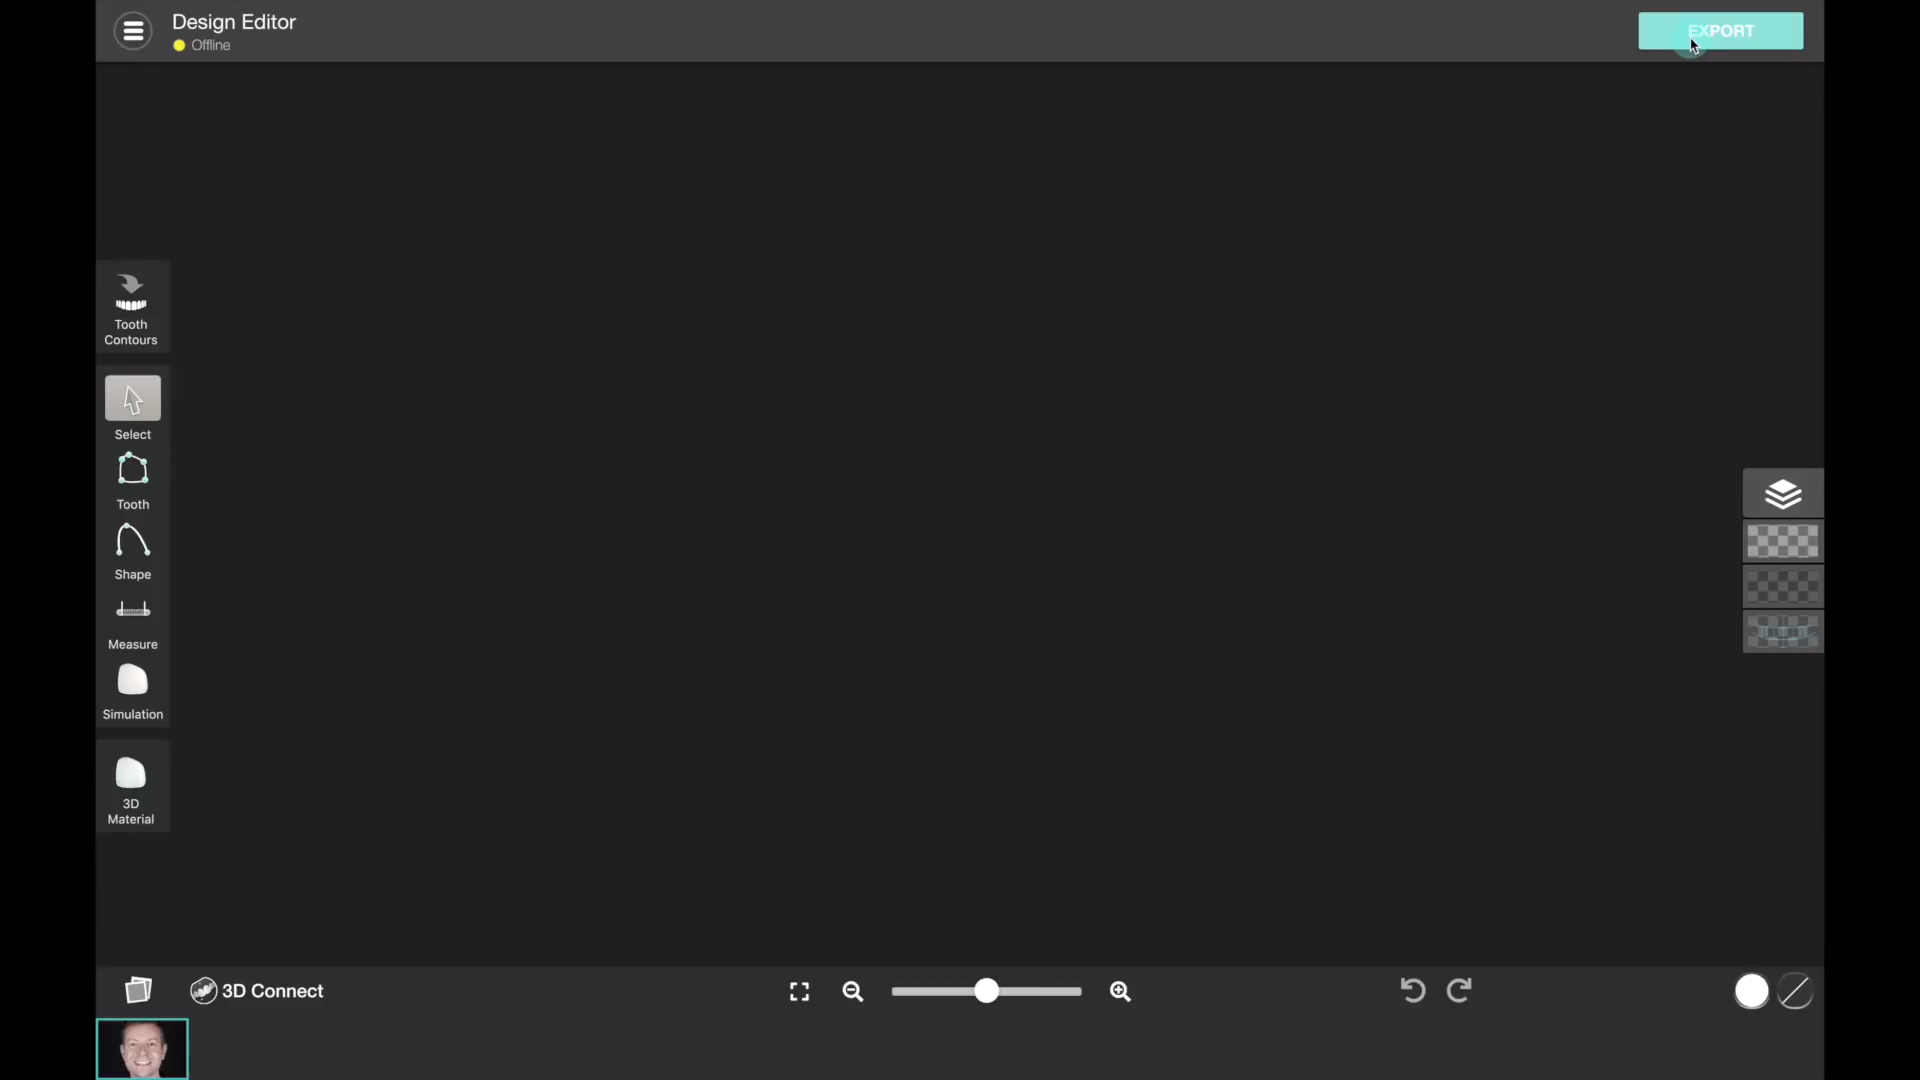 Design Editor
Offline
EXPORT
Tooth
Contours
Select
Tooth
Shape
Measure
Simulation
3D
Material
3D Connect